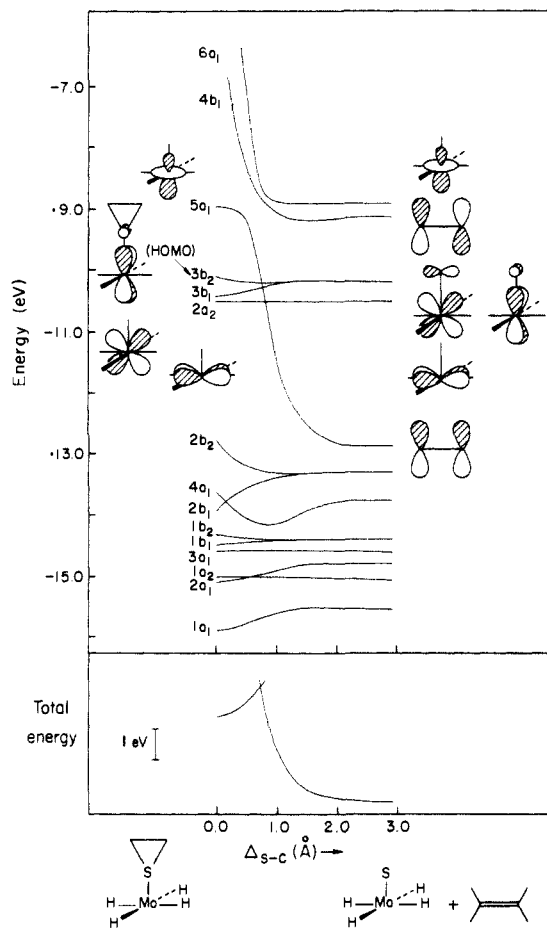 6a1
-7.0
4b1
-9.0
5a1
(HOMO)
3b2
3b1
2a2
Energy (eV)
-11.0
+13.0
2b2
4a1
2b1
1b2
1b1
3a1
-15.0
1a2
2a1
1a1
Total
energy
1 eV
0.0 1.0 2.0 3.0
ΔS-C (Å) →
S S
H H
H Mo H H Mo H + 
H H